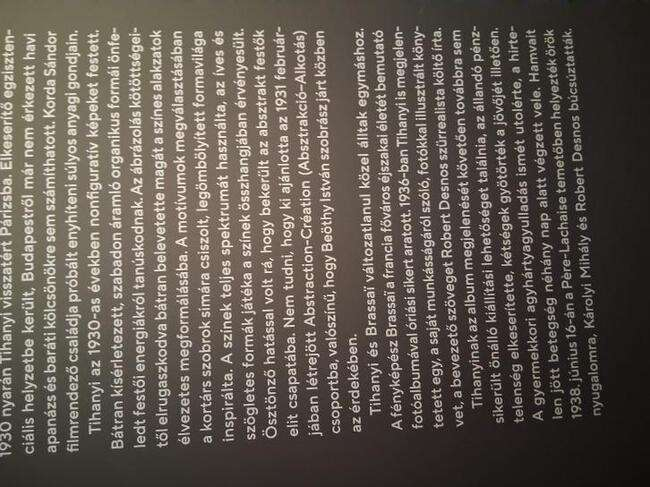 1930 nyarán Tihanyi visszatért Párizsba. Elkeserítő egziszten-
ciális helyzetbe került, Budapestről már nem érkezett havi
apanázs és baráti kölcsönökre sem számíthatott. Korda Sándor
filmrendező családja próbált enyhíteni súlyos anyagi gondjain.
Tihanyi az 1930-as években nonfiguratív képeket festett.
Bátran kísérletezett, szabadon áramló organikus formái önfe-
ledt festői energiákról tanúskodnak. Az ábrázolás kötöttségei-
től elrugaszkodva bátran belevetette magát a színes alakzatok
élvezetes megformálásába. A motívumok megválasztásában
a kortárs szobrok simára csiszolt, legömbölyített formavilága
inspirálta. A színek teljes spektrumát használta, az íves és
szögletes formák játéka a színek összhangjában érvényesült.
Ösztönző hatással volt rá, hogy bekerült az absztrakt festők
elit csapatába. Nem tudni, hogy ki ajánlotta az 1931 február-
jában létrejött Abstraction-Création (Absztrakció–Alkotás)
csoportba, valószínű, hogy Beöthy István szobrász járt közben
az érdekében.
Tihanyi és Brassaï változatlanul közel álltak egymáshoz.
A fényképész Brassaï a francia főváros éjszakai életét bemutató
fotóalbumával óriási sikert aratott. 1936-ban Tihanyi is megjelen-
tetett egy, a saját munkásságáról szóló, fotókkal illusztrált köny-
vet, a bevezető szöveget Robert Desnos szürrealista költő írta.
Tihanyinak az album megjelenését követően továbbra sem
sikerült önálló kiállítási lehetőséget találnia, az állandó pénz-
telenség elkeserítette, kétségek gyötörték a jövőjét illetően.
A gyermekkori agyhártyagyulladás ismét utolérte, a hirte-
len jött betegség néhány nap alatt végzett vele. Hamvait
1938. június 16-án a Père-Lachaise temetőben helyezték örök
nyugalomra, Károlyi Mihály és Robert Desnos búcsúztatták.